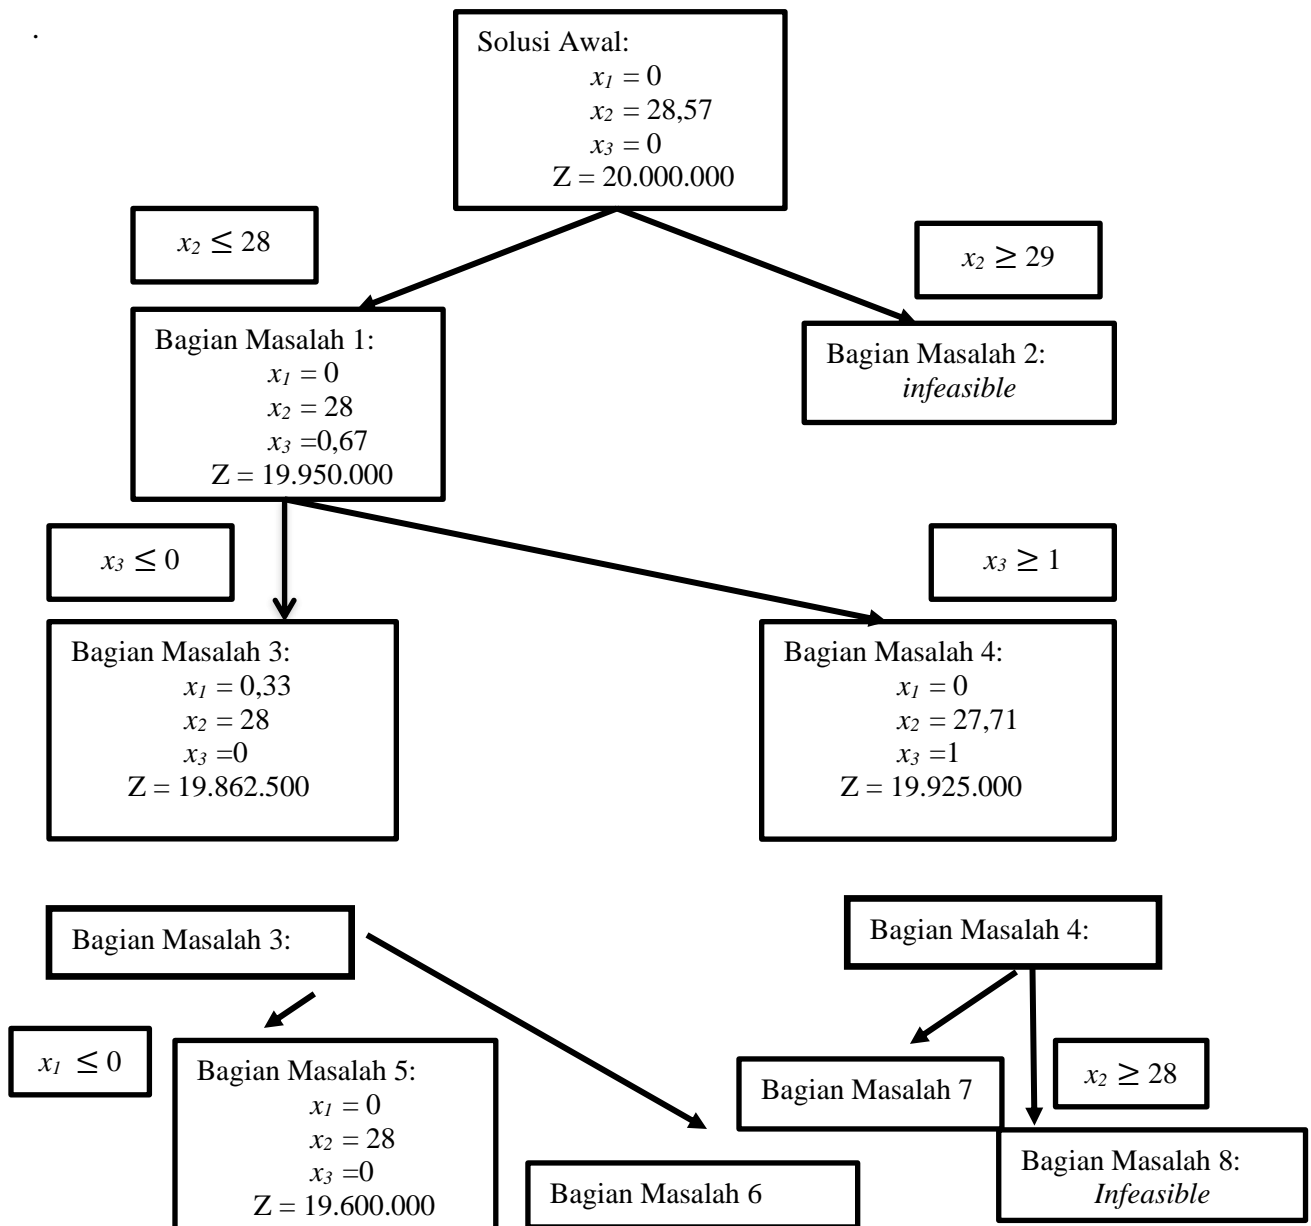 .
Solusi Awal:
x1 = 0
x2 = 28,57
x3 = 0
Z = 20.000.000
x2 ≤ 28
x2 ≥ 29
Bagian Masalah 1:
x1 = 0
x2 = 28
x3 =0,67
Z = 19.950.000
Bagian Masalah 2:
infeasible
x3 ≤ 0
x3 ≥ 1
Bagian Masalah 3:
x1 = 0,33
x2 = 28
x3 =0
Z = 19.862.500
Bagian Masalah 4:
x1 = 0
x2 = 27,71
x3 =1
Z = 19.925.000
Bagian Masalah 3:
Bagian Masalah 4:
x1 ≤ 0
Bagian Masalah 5:
x1 = 0
x2 = 28
x3 =0
Z = 19.600.000
Bagian Masalah 6
Bagian Masalah 7
x2 ≥ 28
Bagian Masalah 8:
Infeasible